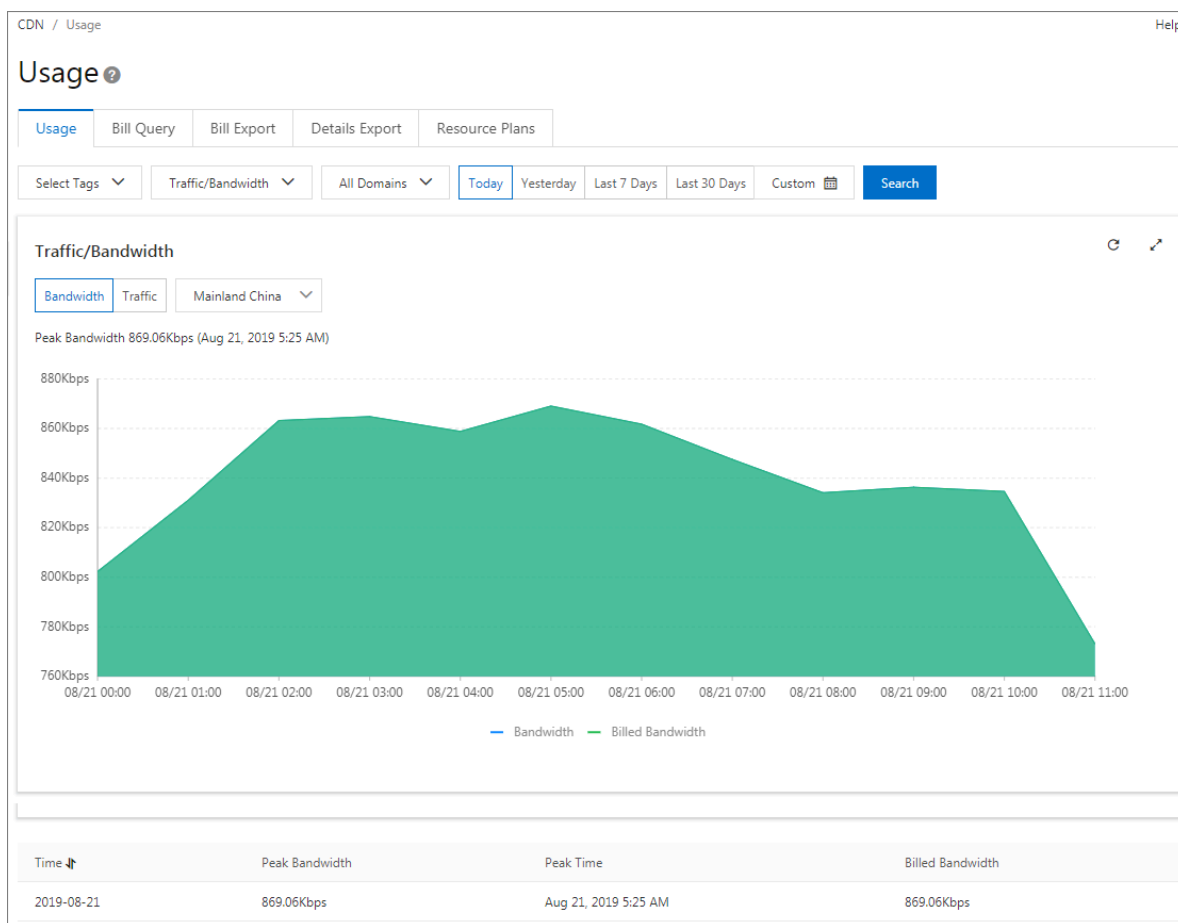 CDN / Usage
Help
Usage
Usage Bill Query Bill Export Details Export Resource Plans
Select Tags Traffic/Bandwidth All Domains Today Yesterday Last 7 Days Last 30 Days Custom Search
Traffic/Bandwidth
Bandwidth Traffic Mainland China
Peak Bandwidth 869.06Kbps (Aug 21, 2019 5:25 AM)
880Kbps
860Kbps
840Kbps
820Kbps
800Kbps
780Kbps
760Kbps
08/21 00:00 08/21 01:00 08/21 02:00 08/21 03:00 08/21 04:00 08/21 05:00 08/21 06:00 08/21 07:00 08/21 08:00 08/21 09:00 08/21 10:00 08/21 11:00
Bandwidth Billed Bandwidth
Time Peak Bandwidth Peak Time Billed Bandwidth
2019-08-21 869.06Kbps Aug 21, 2019 5:25 AM 869.06Kbps